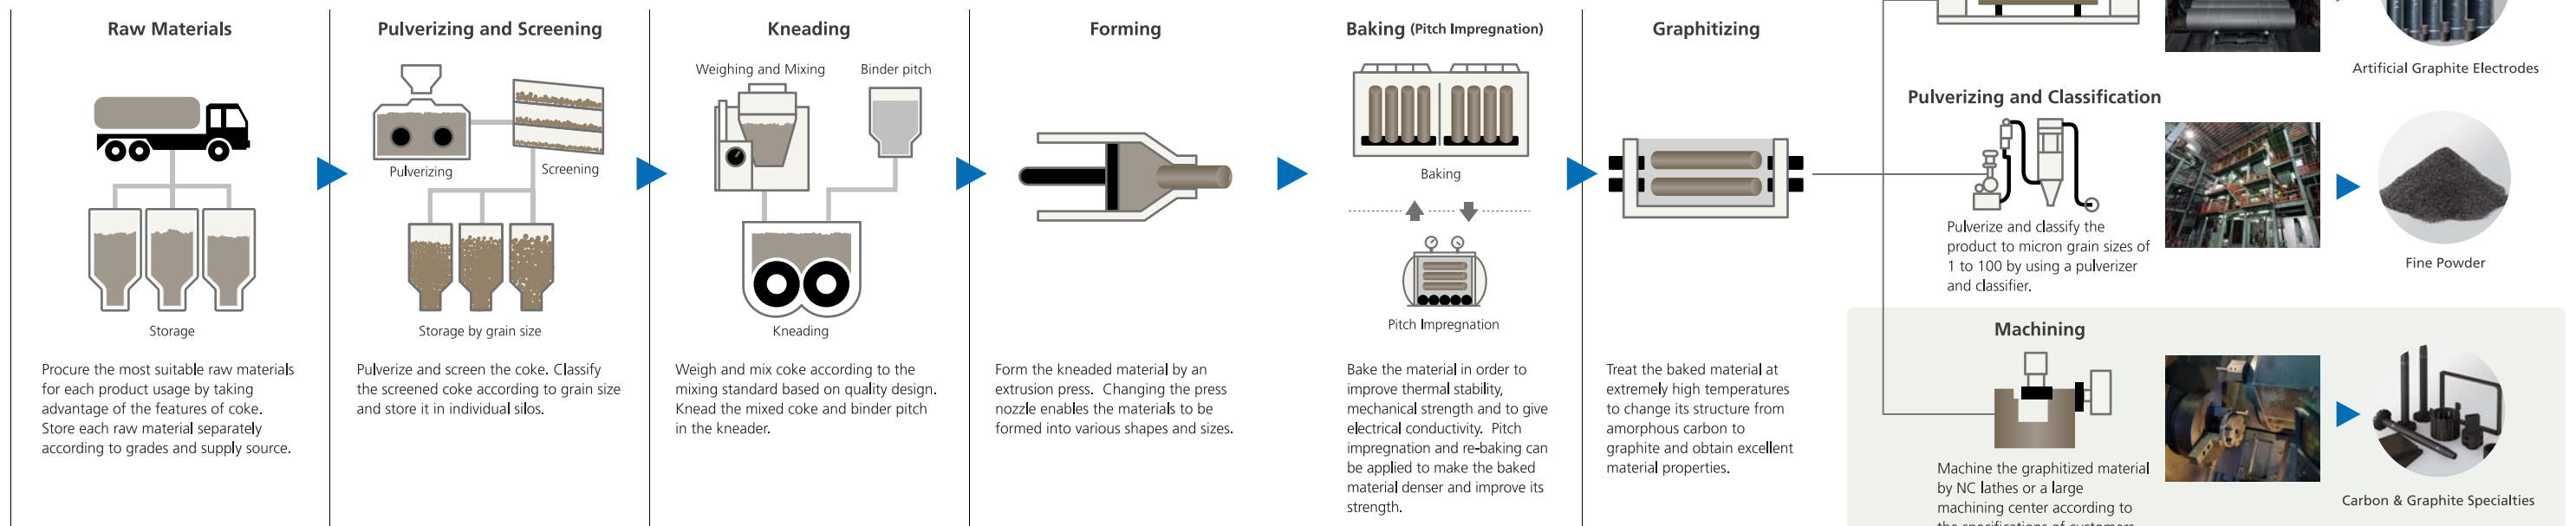 Raw Materials
Storage
Procure the most suitable raw materials
for each product usage by taking
advantage of the features of coke.
Store each raw material separately
according to grades and supply source.
Pulverizing and Screening
Pulverizing
Screening
Storage by grain size
Pulverize and screen the coke. Classify
the screened coke according to grain size
and store it in individual silos.
Kneading
Weighing and Mixing
Binder pitch
Kneading
Weigh and mix coke according to the
mixing standard based on quality design.
Knead the mixed coke and binder pitch
in the kneader.
Forming
Form the kneaded material by an
extrusion press.  Changing the press
nozzle enables the materials to be
formed into various shapes and sizes.
Baking (Pitch Impregnation)
Baking
Pitch Impregnation
Bake the material in order to
improve thermal stability,
mechanical strength and to give
electrical conductivity.  Pitch
impregnation and re-baking can
be applied to make the baked
material denser and improve its
strength.
Graphitizing
Treat the baked material at
extremely high temperatures
to change its structure from
amorphous carbon to
graphite and obtain excellent
material properties.
Artificial Graphite Electrodes
Pulverizing and Classification
Pulverize and classify the
product to micron grain sizes of
1 to 100 by using a pulverizer
and classifier.
Fine Powder
Machining
Machine the graphitized material
by NC lathes or a large
machining center according to
the specifications of customers
Carbon & Graphite Specialties